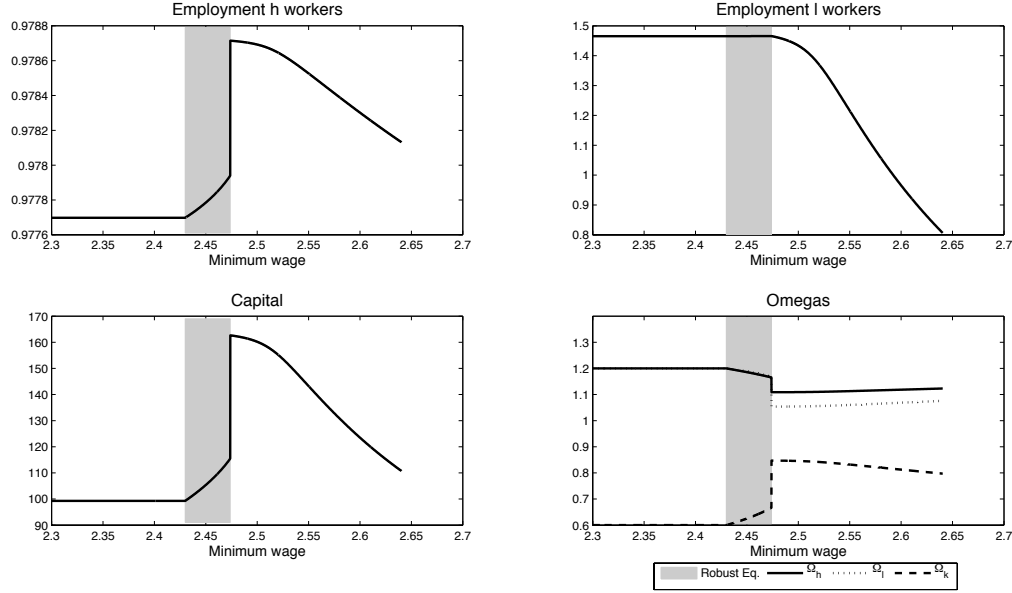 Employment h workers
0.9788
0.9786
0.9784
0.9782
0.978
0.9778
0.9776
2.3 2.35 2.4 2.45 2.5 2.55 2.6 2.65 2.7
Minimum wage
Employment l workers
1.5
1.4
1.3
1.2
1.1
1
0.9
0.8
2.3 2.35 2.4 2.45 2.5 2.55 2.6 2.65 2.7
Minimum wage
Capital
170
160
150
140
130
120
110
100
90
2.3 2.35 2.4 2.45 2.5 2.55 2.6 2.65 2.7
Minimum wage
Omegas
1.3
1.2
1.1
1
0.9
0.8
0.7
0.6
2.3 2.35 2.4 2.45 2.5 2.55 2.6 2.65 2.7
Minimum wage
Robust Eq. Ωh Ωl Ωk